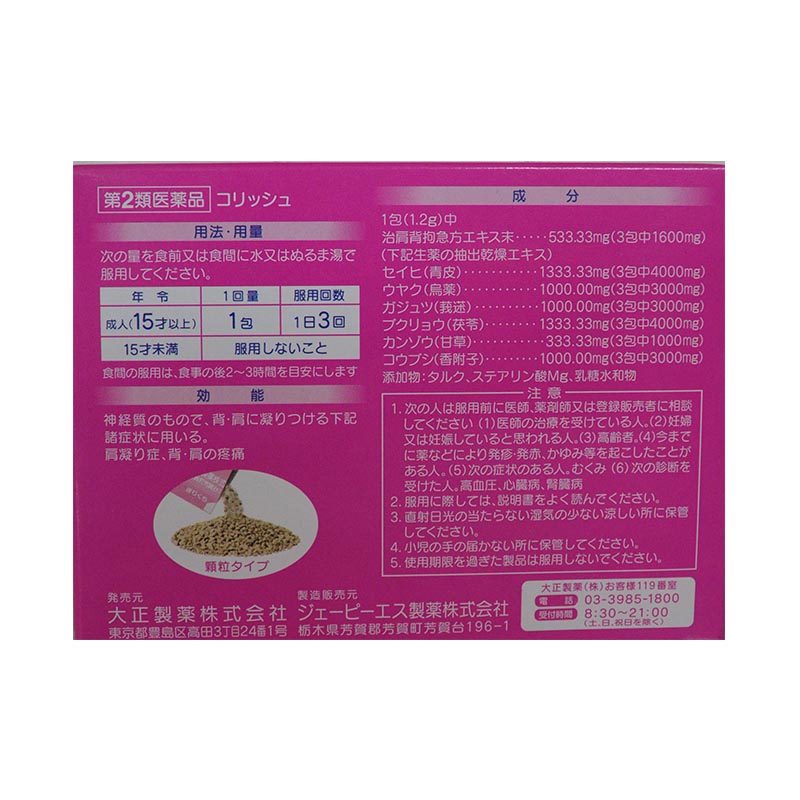 第2類医薬品 コリッシュ
用法・用量
次の量を食前又は食間に水又はぬるま湯で
服用してください。
年令 1回量 服用回数
成人(15才以上) 1包 1日3回
15才未満 服用しないこと
食間の服用は、食事の後2〜3時間を目安にします
効能
神経質のもので、背・肩に凝りつける下記
諸症状に用いる。
肩凝り症、背・肩の疼痛
顆粒タイプ
成分
1包(1.2g)中
治肩背拘急方エキス末‥‥‥533.33mg(3包中1600mg)
(下記生薬の抽出乾燥エキス)
セイヒ(青皮)‥‥‥‥‥‥1333.33mg(3包中4000mg)
ウヤク(烏薬)‥‥‥‥‥‥1000.00mg(3包中3000mg)
ガジュツ(莪蒁)‥‥‥‥‥1000.00mg(3包中3000mg)
ブクリョウ(茯苓)‥‥‥‥1333.33mg(3包中4000mg)
カンゾウ(甘草)‥‥‥‥‥333.33mg(3包中1000mg)
コウブシ(香附子)‥‥‥‥1000.00mg(3包中3000mg)
添加物:タルク、ステアリン酸Mg、乳糖水和物
注意
1. 次の人は服用前に医師、薬剤師又は登録販売者に相談
してください (1)医師の治療を受けている人。(2)妊婦
又は妊娠していると思われる人。(3)高齢者。(4)今まで
に薬などにより発疹・発赤、かゆみ等を起こしたことが
ある人。(5)次の症状のある人。むくみ (6)次の診断を
受けた人。高血圧、心臓病、腎臓病
2. 服用に際しては、説明書をよく読んでください。
3. 直射日光の当たらない湿気の少ない涼しい所に保管
してください。
4. 小児の手の届かない所に保管してください。
5. 使用期限を過ぎた製品は服用しないでください。
発売元
大正製薬株式会社
東京都豊島区高田3丁目24番1号
製造販売元
ジェーピーエス製薬株式会社
栃木県芳賀郡芳賀町芳賀台196-1
大正製薬(株)お客様119番室
電話 03-3985-1800
受付時間 8:30〜21:00
(土、日、祝日を除く)